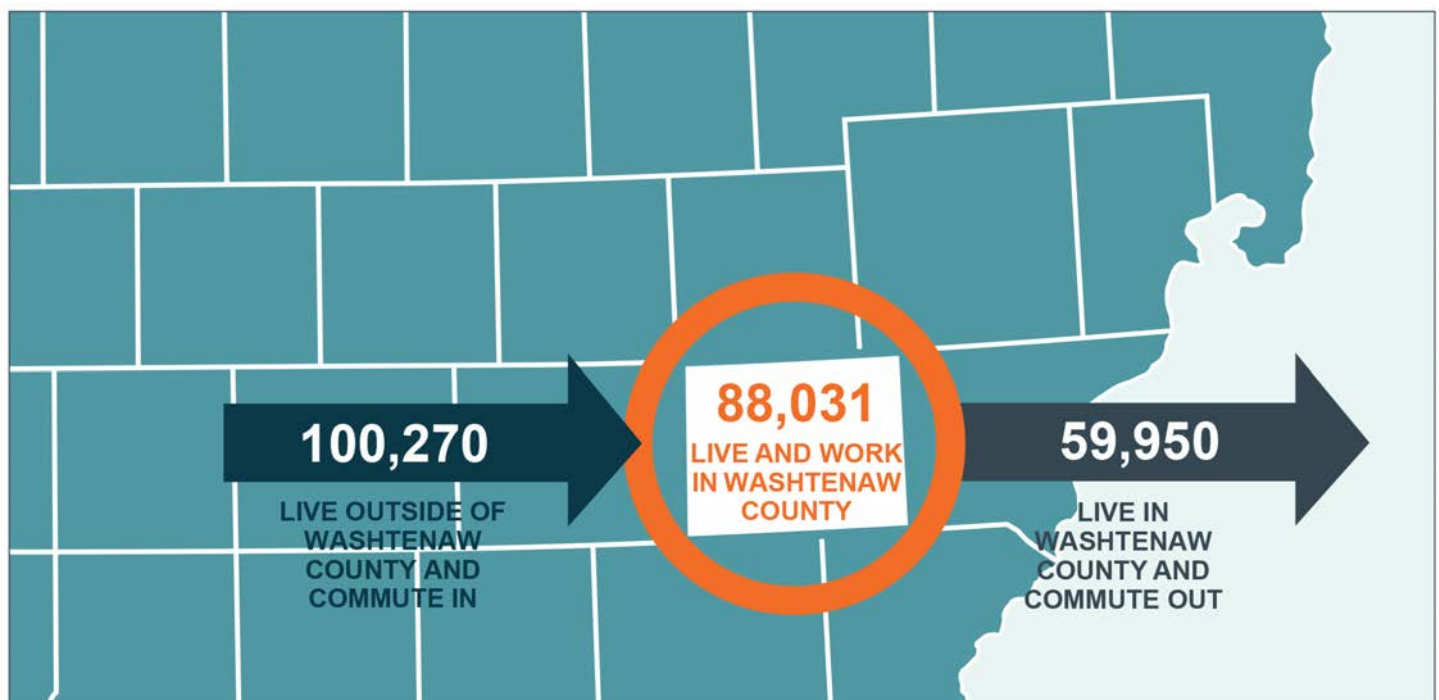 100,270
LIVE OUTSIDE OF
WASHTENAW
COUNTY AND
COMMUTE IN
88,031
LIVE AND WORK
IN WASHTENAW
COUNTY
59,950
LIVE IN
WASHTENAW
COUNTY AND
COMMUTE OUT